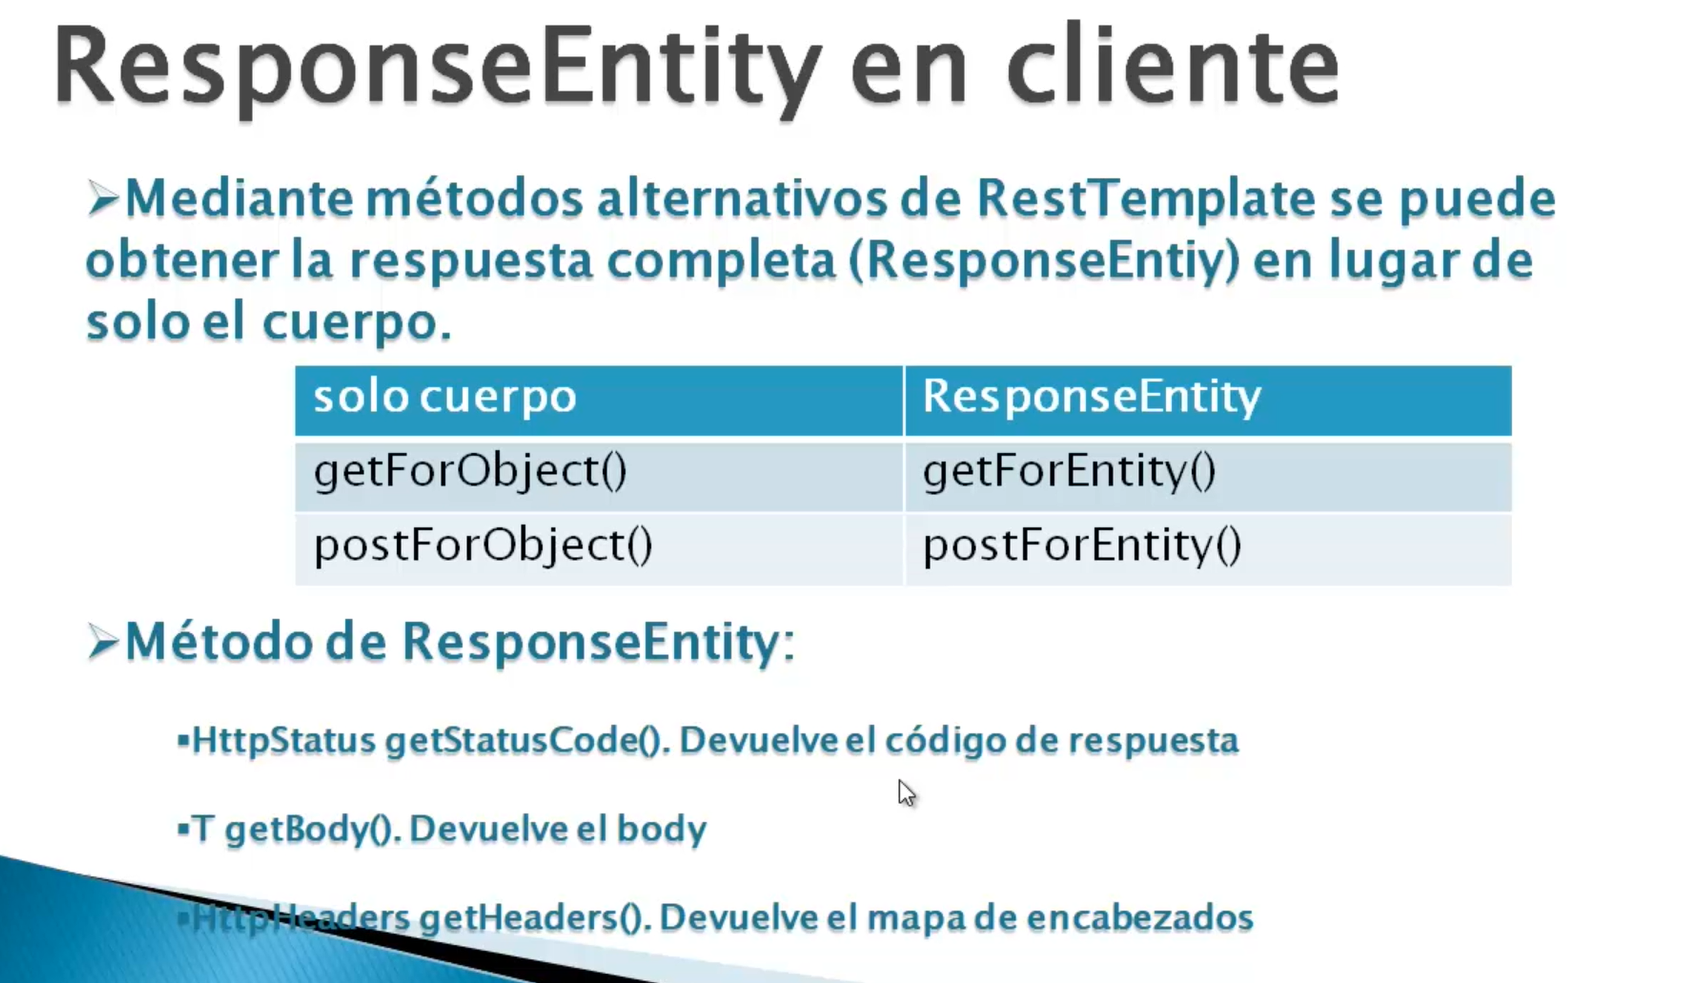 ResponseEntity en cliente
➢Mediante métodos alternativos de RestTemplate se puede
obtener la respuesta completa (ResponseEntiy) en lugar de
solo el cuerpo.
solo cuerpo ResponseEntity
getForObject() getForEntity()
postForObject() postForEntity()
➢Método de ResponseEntity:
▪HttpStatus getStatusCode(). Devuelve el código de respuesta
▪T getBody(). Devuelve el body
▪HttpHeaders getHeaders(). Devuelve el mapa de encabezados